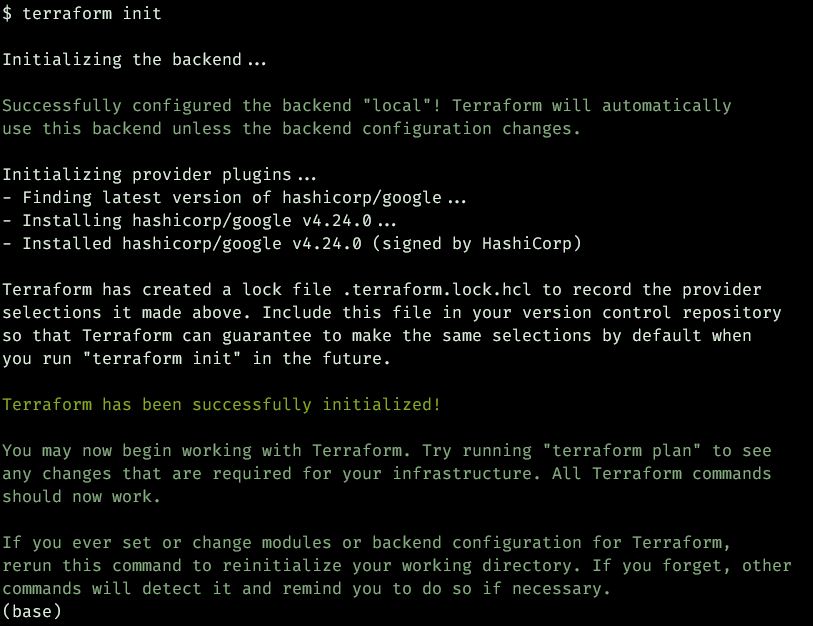 $ terraform init
Initializing the backend...
Successfully configured the backend "local"! Terraform will automatically
use this backend unless the backend configuration changes.
Initializing provider plugins...
- Finding latest version of hashicorp/google...
- Installing hashicorp/google v4.24.0...
- Installed hashicorp/google v4.24.0 (signed by HashiCorp)
Terraform has created a lock file .terraform.lock.hcl to record the provider
selections it made above. Include this file in your version control repository
so that Terraform can guarantee to make the same selections by default when
you run "terraform init" in the future.
Terraform has been successfully initialized!
You may now begin working with Terraform. Try running "terraform plan" to see
any changes that are required for your infrastructure. All Terraform commands
should now work.
If you ever set or change modules or backend configuration for Terraform,
rerun this command to reinitialize your working directory. If you forget, other
commands will detect it and remind you to do so if necessary.
(base)